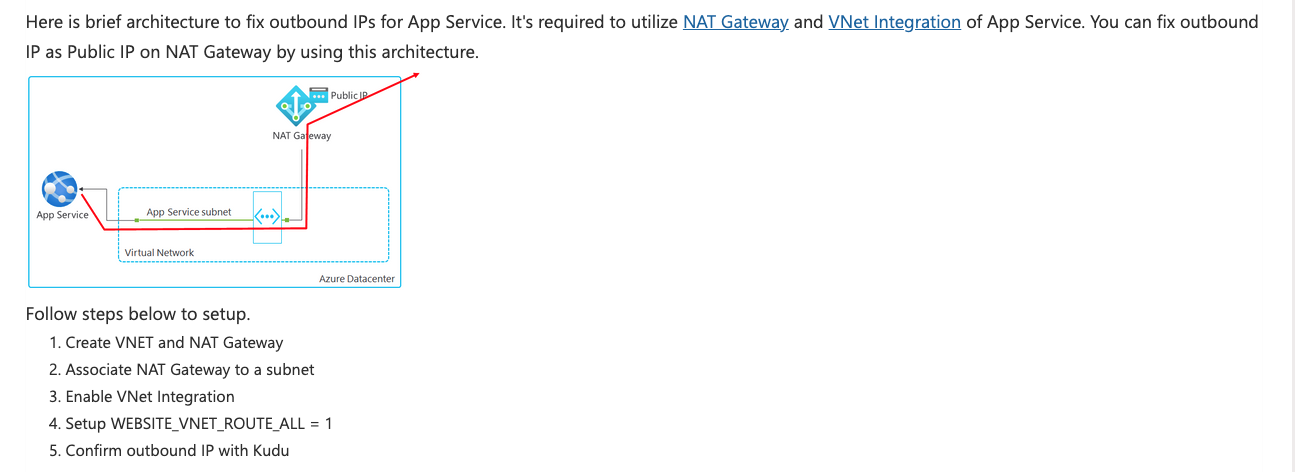 Here is brief architecture to fix outbound IPs for App Service. It's required to utilize NAT Gateway and VNet Integration of App Service. You can fix outbound
IP as Public IP on NAT Gateway by using this architecture.
Public IP
NAT Gateway
App Service
App Service subnet
Virtual Network
Azure Datacenter
Follow steps below to setup.
1. Create VNET and NAT Gateway
2. Associate NAT Gateway to a subnet
3. Enable VNet Integration
4. Setup WEBSITE_VNET_ROUTE_ALL = 1
5. Confirm outbound IP with Kudu